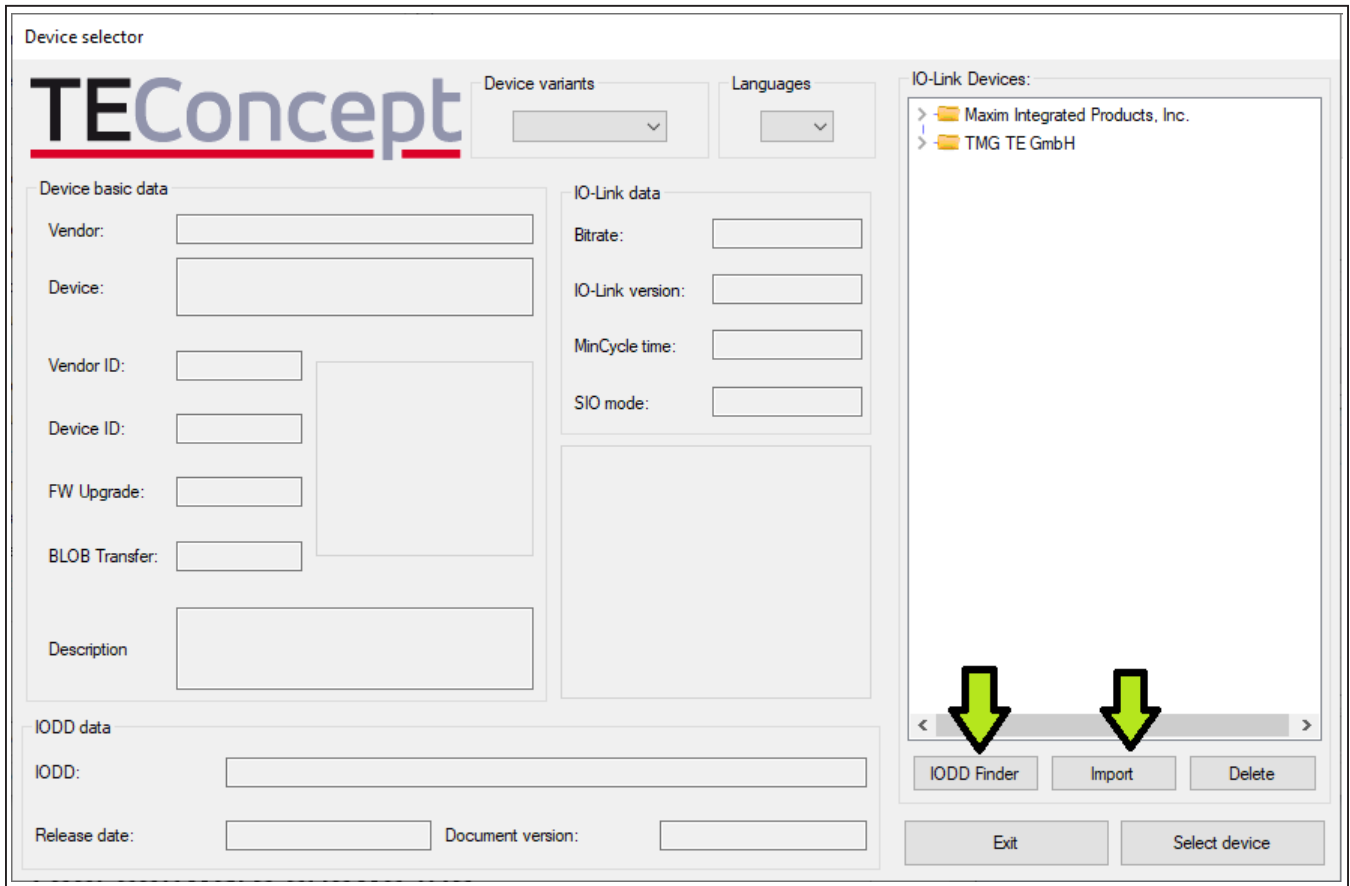 Device selector
TEConcept
Device variants
Languages
Device basic data
Vendor:
Device:
Vendor ID:
Device ID:
FW Upgrade:
BLOB Transfer:
Description
IO-Link data
Bitrate:
IO-Link version:
MinCycle time:
SIO mode:
IODD data
IODD:
Release date:
Document version:
IO-Link Devices:
Maxim Integrated Products, Inc.
TMG TE GmbH
IODD Finder
Import
Delete
Exit
Select device